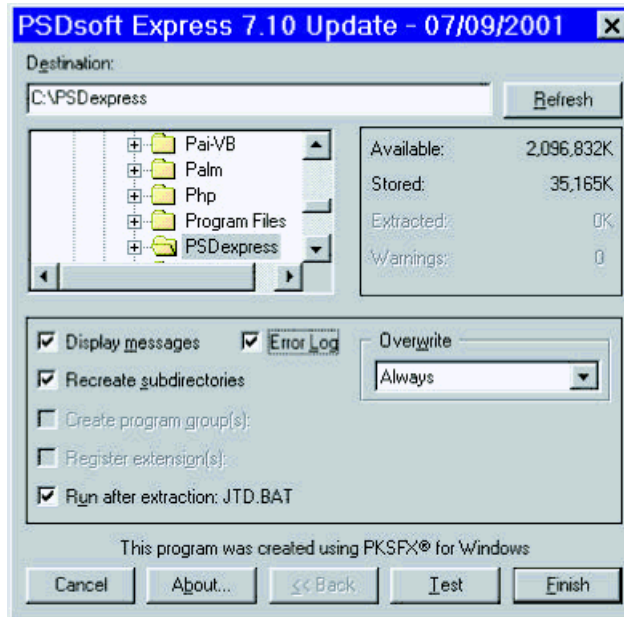 PSDsoft Express 7.10 Update - 07/09/2001
Destination:
C:\PSDexpress
Refresh
Pai-VB
Palm
Php
Program Files
PSDexpress
Available: 2,096,832K
Stored: 35,165K
Extracted: 0K
Warnings: 0
Display messages
Error Log
Recreate subdirectories
Create program group(s):
Register extension(s):
Run after extraction: JTD.BAT
Overwrite
Always
This program was created using PKSFX® for Windows
Cancel
About...
<< Back
Test
Finish